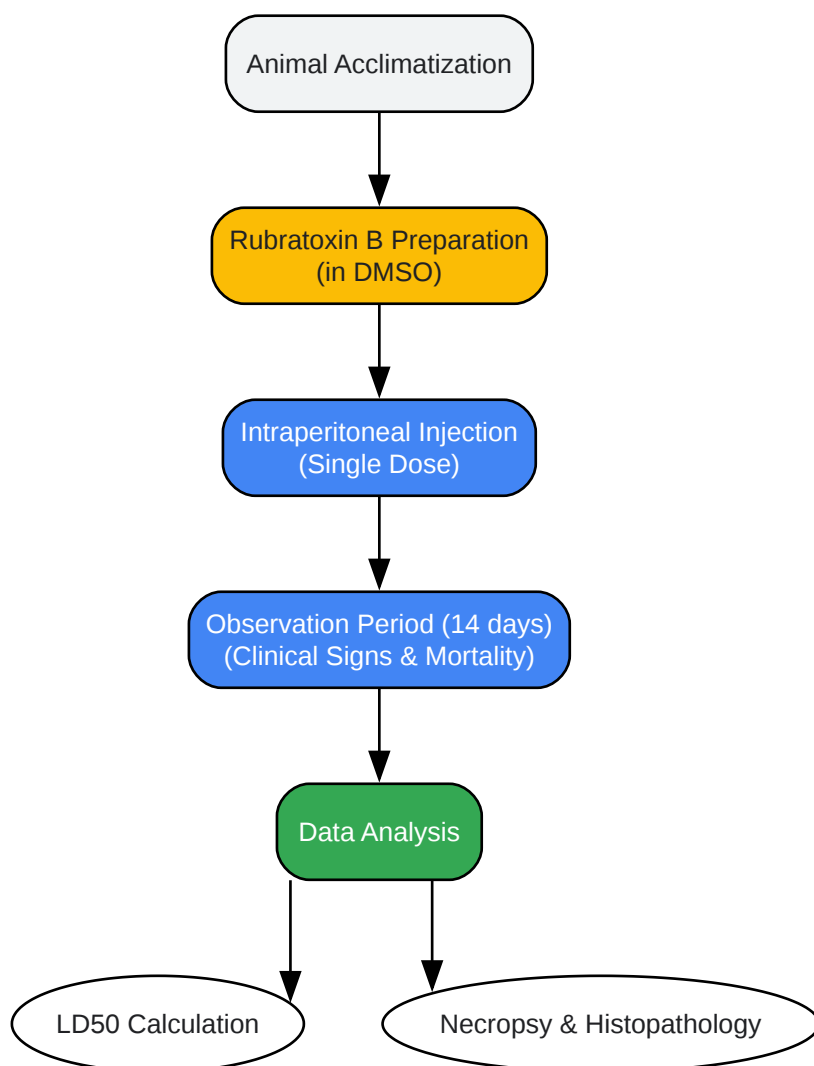 Animal Acclimatization
Rubratoxin B Preparation
(in DMSO)
Intraperitoneal Injection
(Single Dose)
Observation Period (14 days)
(Clinical Signs & Mortality)
Data Analysis
LD50 Calculation
Necropsy & Histopathology